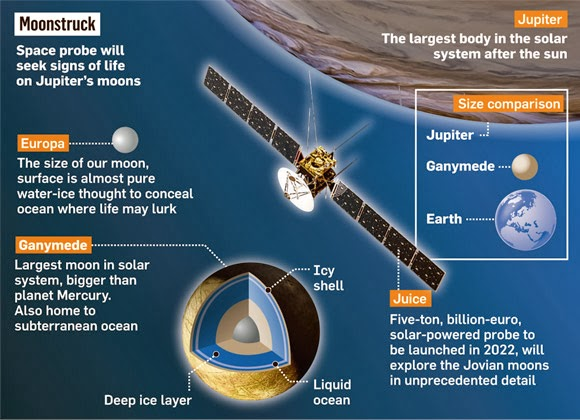 Moonstruck
Space probe will
seek signs of life
on Jupiter's moons
Jupiter
The largest body in the solar
system after the sun
Size comparison
Jupiter
Ganymede
Earth
Europa
The size of our moon,
surface is almost pure
water-ice thought to conceal
ocean where life may lurk
Ganymede
Largest moon in solar
system, bigger than
planet Mercury.
Also home to
subterranean ocean
Icy
shell
Liquid
ocean
Deep ice layer
Juice
Five-ton, billion-euro,
solar-powered probe to
be launched in 2022, will
explore the Jovian moons
in unprecedented detail